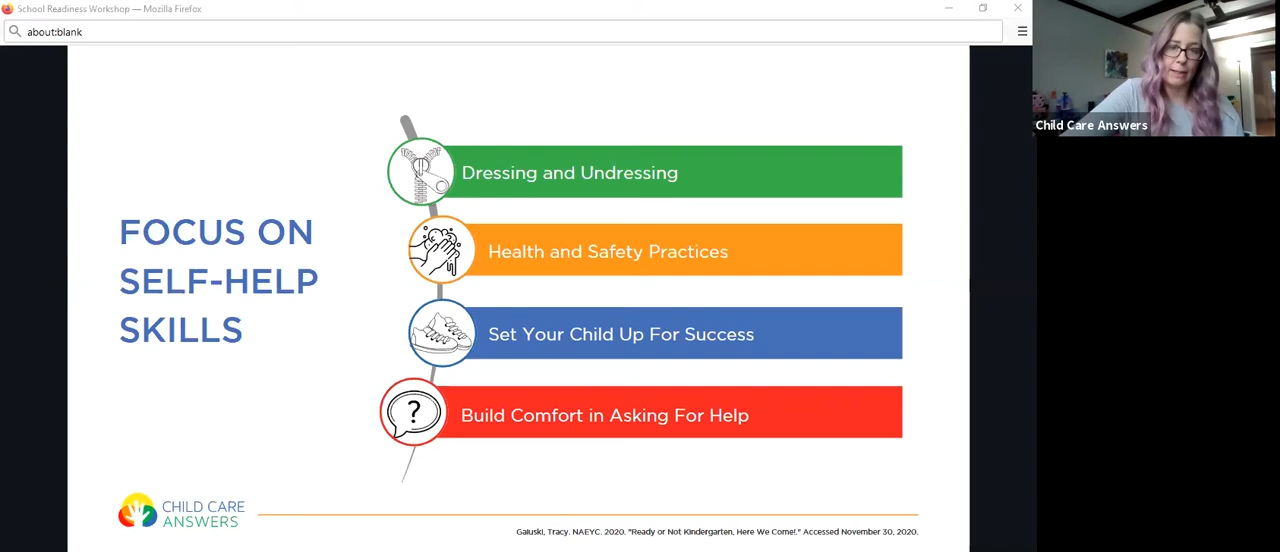 School Readiness Workshop — Mozilla Firefox
about:blank
Child Care Answers
FOCUS ON
SELF-HELP
SKILLS
Dressing and Undressing
Health and Safety Practices
Set Your Child Up For Success
?
Build Comfort in Asking For Help
CHILD CARE
ANSWERS
Galuski, Tracy. NAEYC. 2020. "Ready or Not Kindergarten, Here We Come!." Accessed November 30, 2020.